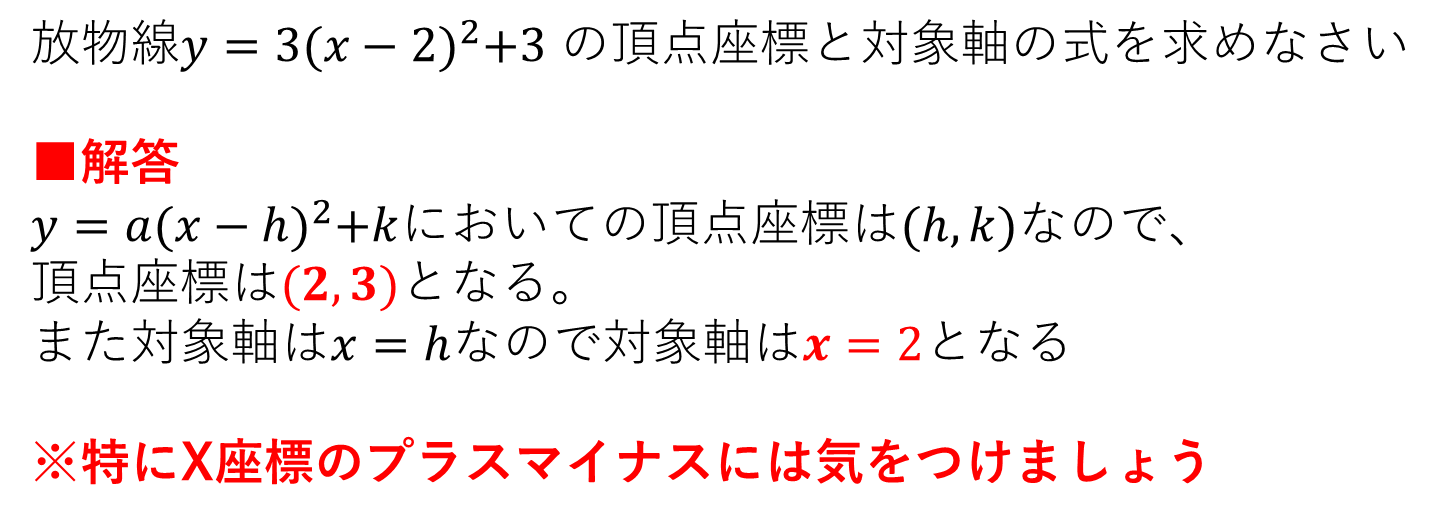 放物線y = 3(x − 2)²+3 の頂点座標と対象軸の式を求めなさい
■解答
y = a(x − h)²+kにおいての頂点座標は(h, k)なので、
頂点座標は(2, 3)となる。
また対象軸はx = hなので対象軸はx = 2となる
※特にX座標のプラスマイナスには気をつけましょう